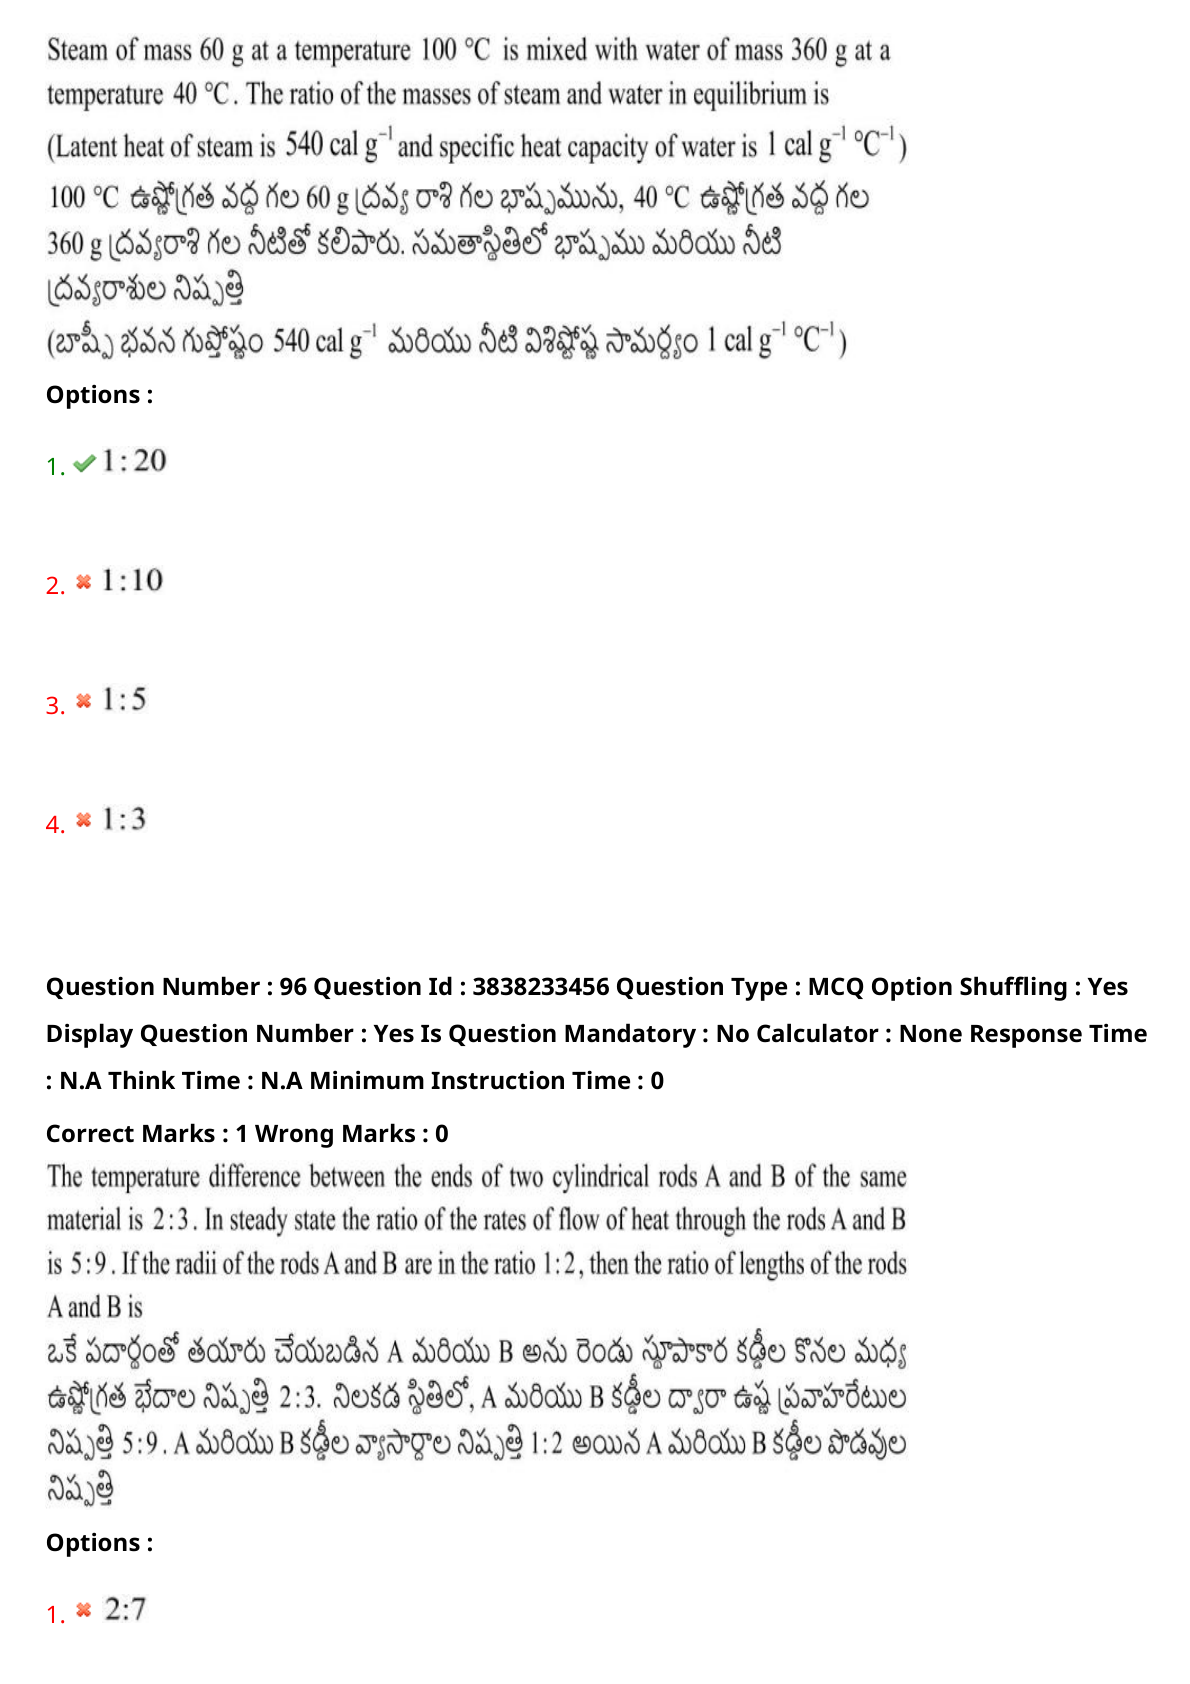 Steam of mass 60 g at a temperature 100 °C is mixed with water of mass 360 g at a
temperature 40 °C. The ratio of the masses of steam and water in equilibrium is
(Latent heat of steam is 540 cal g⁻¹ and specific heat capacity of water is 1 cal g⁻¹ °C⁻¹)
100 °C ఉష్ణోగ్రత వద్ద గల 60 g ద్రవ్య రాశి గల భాష్పమును, 40 °C ఉష్ణోగ్రత వద్ద గల
360 g ద్రవ్యరాశి గల నీటితో కలిపారు. సమతాస్థితిలో భాష్పము మరియు నీటి
ద్రవ్యరాశుల నిష్పత్తి
(బాష్పీ భవన గుప్తోష్ణం 540 cal g⁻¹ మరియు నీటి విశిష్టోష్ణ సామర్థ్యం 1 cal g⁻¹ °C⁻¹)
Options :
1. 1:20
2. 1:10
3. 1:5
4. 1:3
Question Number : 96 Question Id : 3838233456 Question Type : MCQ Option Shuffling : Yes
Display Question Number : Yes Is Question Mandatory : No Calculator : None Response Time
: N.A Think Time : N.A Minimum Instruction Time : 0
Correct Marks : 1 Wrong Marks : 0
The temperature difference between the ends of two cylindrical rods A and B of the same
material is 2:3. In steady state the ratio of the rates of flow of heat through the rods A and B
is 5:9. If the radii of the rods A and B are in the ratio 1:2, then the ratio of lengths of the rods
A and B is
ఒకే పదార్థంతో తయారు చేయబడిన A మరియు B అను రెండు స్థూపాకార కడ్డీల కొనల మధ్య
ఉష్ణోగ్రత భేదాల నిష్పత్తి 2:3. నిలకడ స్థితిలో, A మరియు B కడ్డీల ద్వారా ఉష్ణ ప్రవాహరేటుల
నిష్పత్తి 5:9. A మరియు B కడ్డీల వ్యాసార్ధాల నిష్పత్తి 1:2 అయిన A మరియు B కడ్డీల పొడవుల
నిష్పత్తి
Options :
1. 2:7